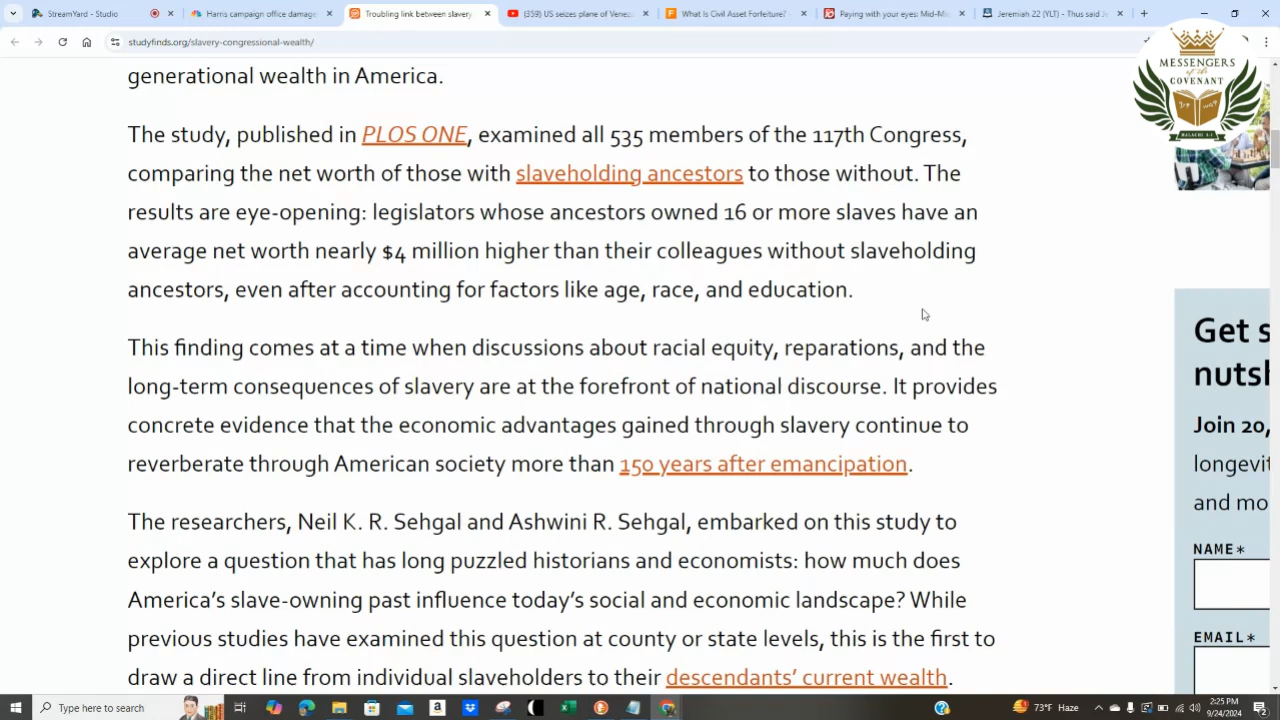 StreamYard - Studio
Harris campaign office damage
Troubling link between slavery
(359) US seizes plane of Venez
What Is Civil Asset Forfeiture?
Paying with your eyes: Mid-Mi
Jeremiah 22 (YLT) - Thus said Je
studyfinds.org/slavery-congressional-wealth/
MESSENGERS
of the
COVENANT
MALACHI 3:1
generational wealth in America.
The study, published in PLOS ONE, examined all 535 members of the 117th Congress,
comparing the net worth of those with slaveholding ancestors to those without. The
results are eye-opening: legislators whose ancestors owned 16 or more slaves have an
average net worth nearly $4 million higher than their colleagues without slaveholding
ancestors, even after accounting for factors like age, race, and education.
This finding comes at a time when discussions about racial equity, reparations, and the
long-term consequences of slavery are at the forefront of national discourse. It provides
concrete evidence that the economic advantages gained through slavery continue to
reverberate through American society more than 150 years after emancipation.
The researchers, Neil K. R. Sehgal and Ashwini R. Sehgal, embarked on this study to
explore a question that has long puzzled historians and economists: how much does
America's slave-owning past influence today's social and economic landscape? While
previous studies have examined this question at county or state levels, this is the first to
draw a direct line from individual slaveholders to their descendants' current wealth.
Get s
nutsh
Join 20,
longevit
and mo
NAME*
EMAIL*
Type here to search
73°F Haze
2:25 PM
9/24/2024